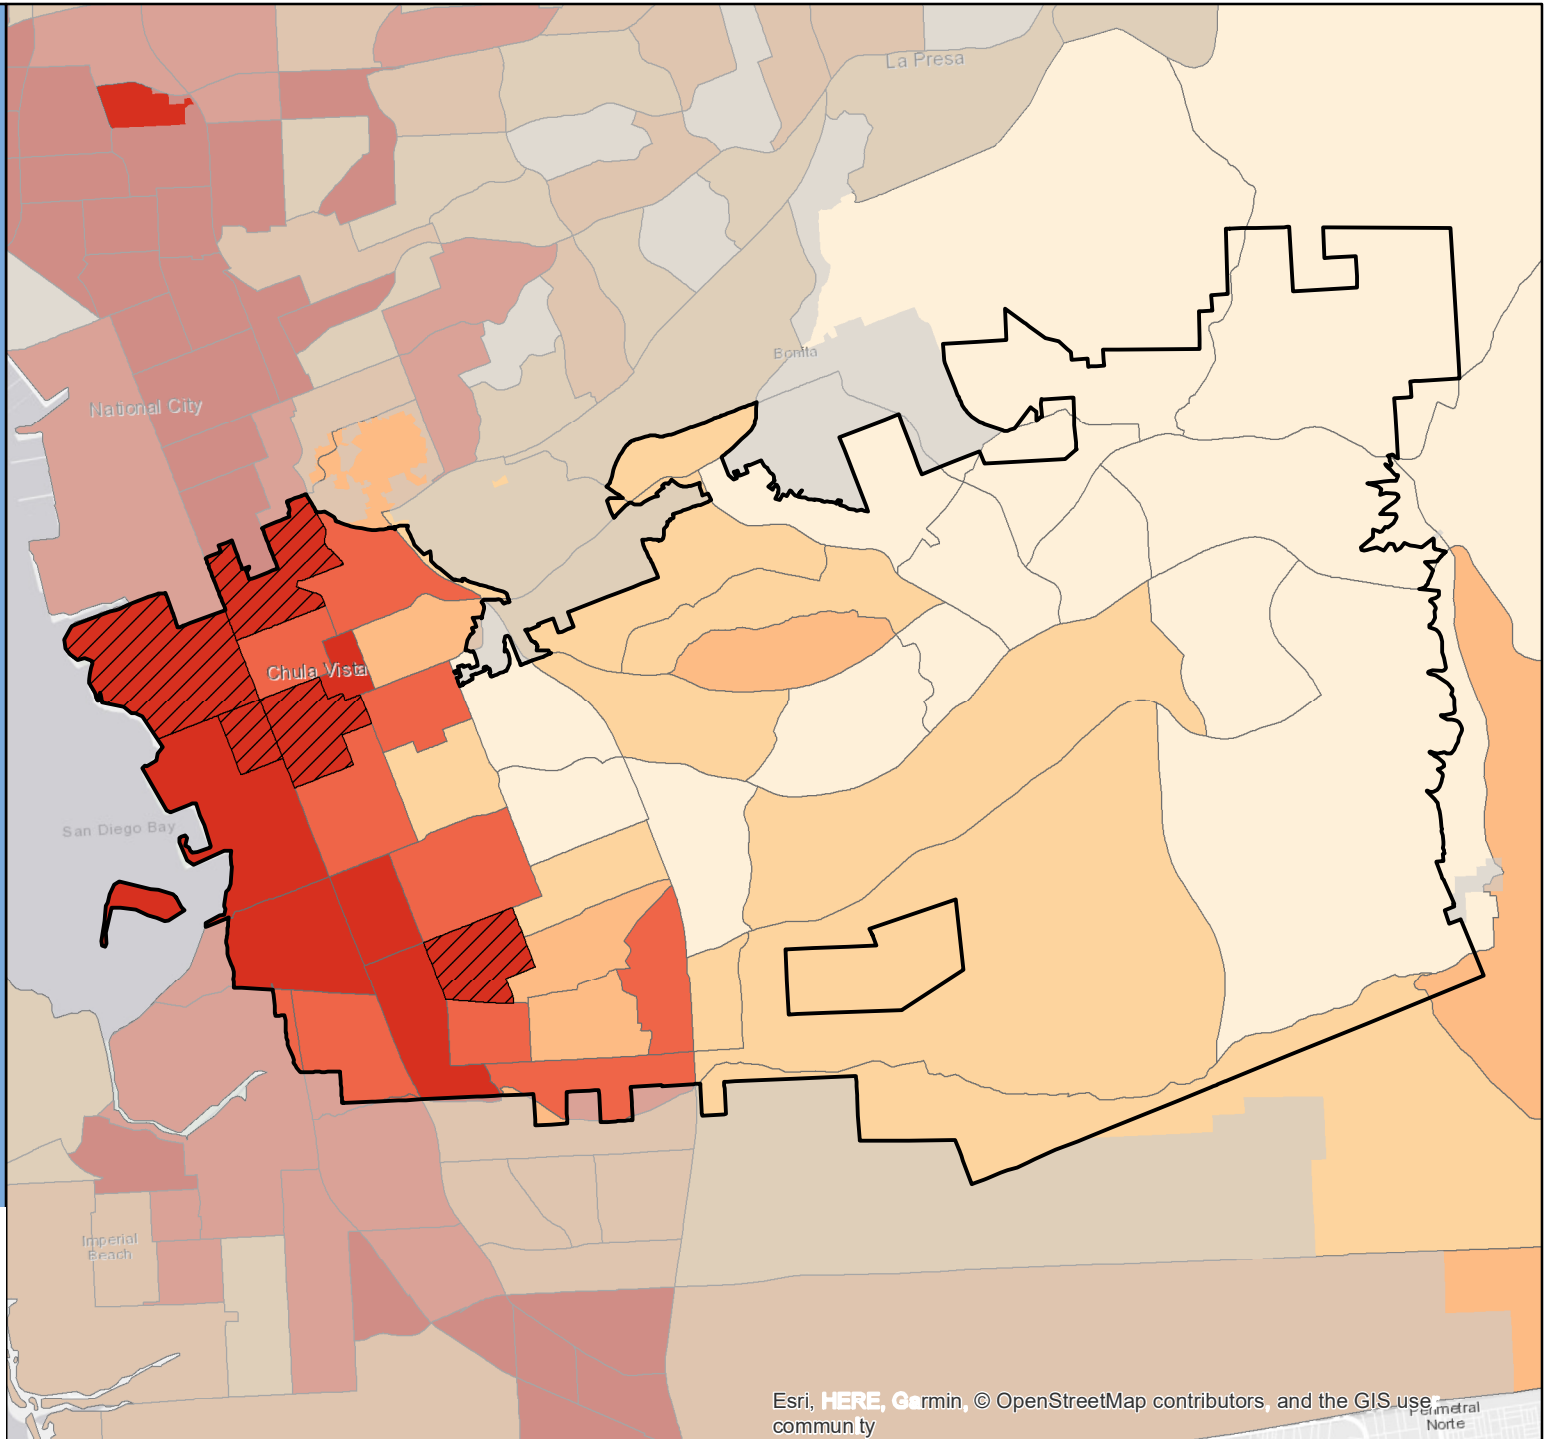 La Presa
Bonita
National City
Chula Vista
San Diego Bay
Imperial
Beach
Esri, HERE, Garmin, © OpenStreetMap contributors, and the GIS user
community
Perimetral
Norte